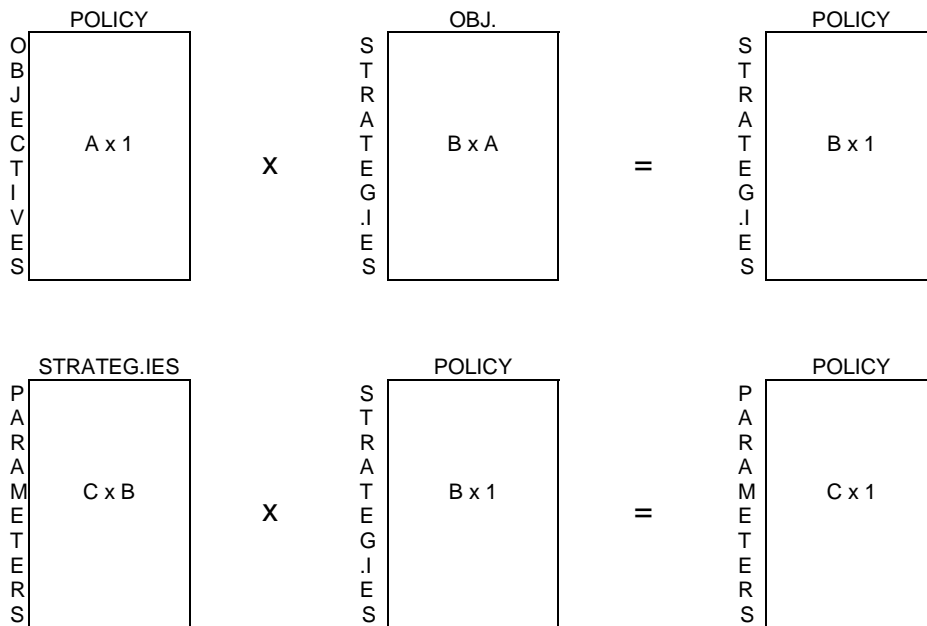 POLICY
OBJECTIVES
A x 1
x
OBJ.
STRATEG.IES
B x A
=
POLICY
STRATEG.IES
B x 1
STRATEG.IES
PARAMETERS
C x B
x
POLICY
STRATEG.IES
B x 1
=
POLICY
PARAMETERS
C x 1